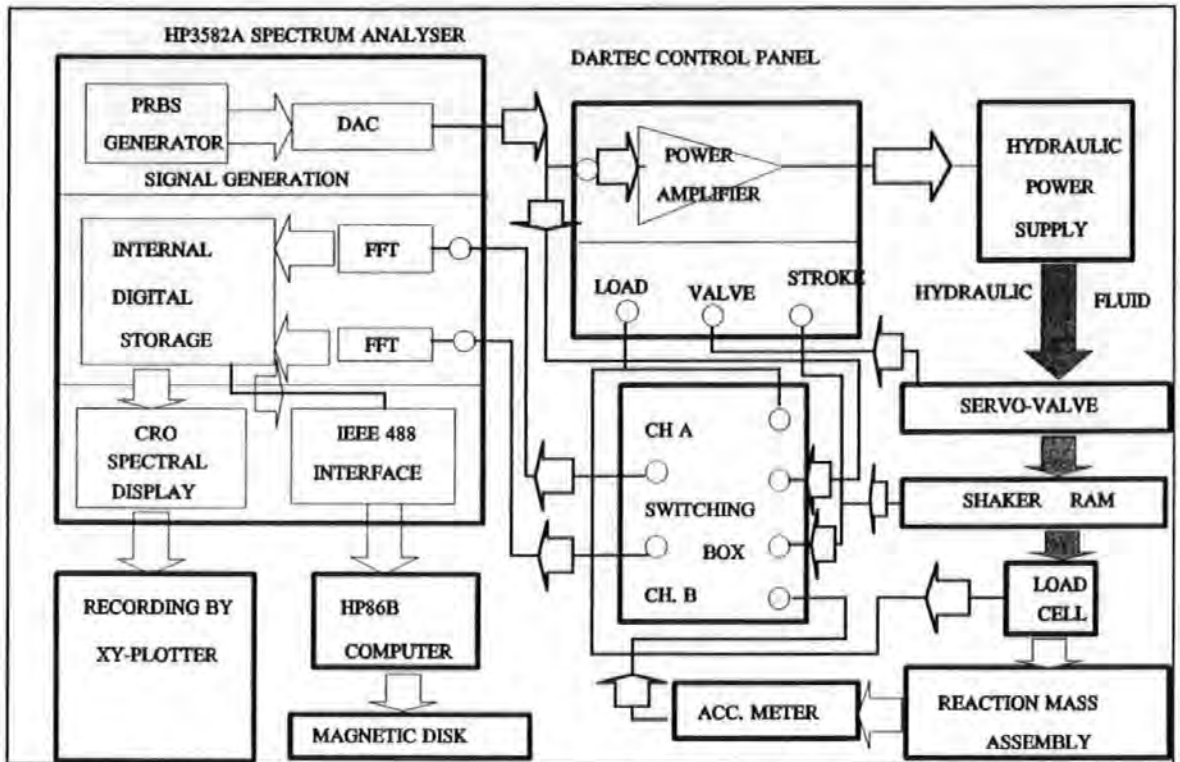 HP3582A SPECTRUM ANALYSER
PRBS
GENERATOR
DAC
SIGNAL GENERATION
INTERNAL
DIGITAL
STORAGE
FFT
FFT
CRO
SPECTRAL
DISPLAY
IEEE 488
INTERFACE
RECORDING BY
XY-PLOTTER
HP86B
COMPUTER
MAGNETIC DISK
DARTEC CONTROL PANEL
POWER
AMPLIFIER
LOAD
VALVE
STROKE
CH A
SWITCHING
BOX
CH. B
HYDRAULIC
POWER
SUPPLY
HYDRAULIC
FLUID
SERVO-VALVE
SHAKER RAM
LOAD
CELL
ACC. METER
REACTION MASS
ASSEMBLY